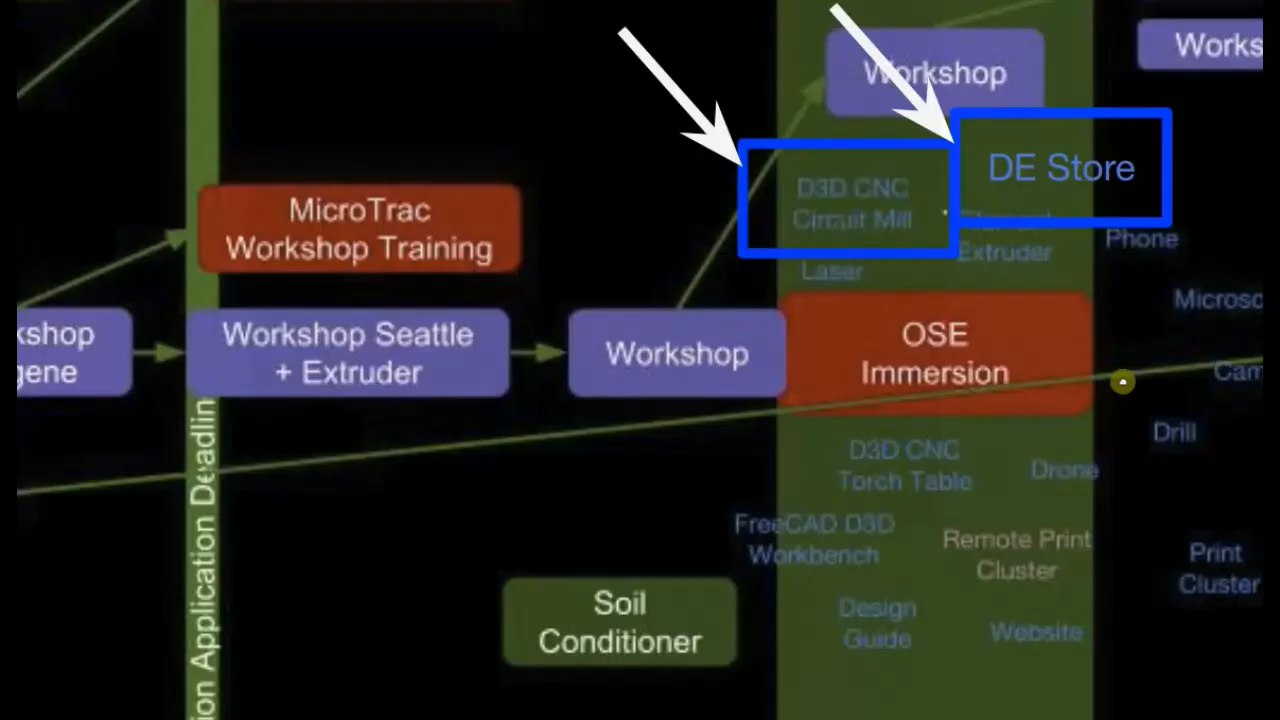 Works
Workshop
DE Store
D3D CNC
Circuit Mill
Phone
Extruder
Laser
MicroTrac
Workshop Training
Microsc
kshop
gene
Workshop Seattle
+ Extruder
Workshop
OSE
Immersion
Cam
Drill
D3D CNC
Torch Table
Drone
FreeCAD D3D
Workbench
Remote Print
Cluster
Print
Cluster
Soil
Conditioner
Design
Guide
Website
ion Application Deadlin